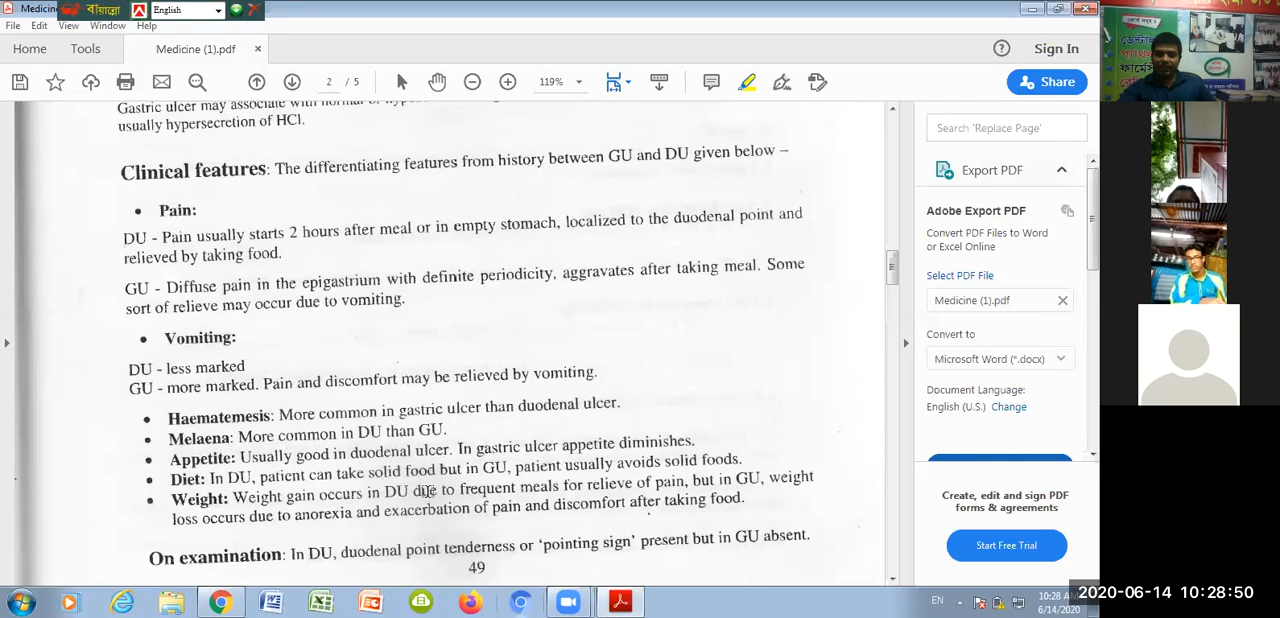 Medicin
বায়ান্নো
English
File Edit View Window Help
Home Tools Medicine (1).pdf × Sign In
2 / 5 119% Share
Gastric ulcer may associate with normal or
usually hypersecretion of HCl.
Clinical features: The differentiating features from history between GU and DU given below –
• Pain:
DU - Pain usually starts 2 hours after meal or in empty stomach, localized to the duodenal point and
relieved by taking food.
GU - Diffuse pain in the epigastrium with definite periodicity, aggravates after taking meal. Some
sort of relieve may occur due to vomiting.
• Vomiting:
DU - less marked
GU - more marked. Pain and discomfort may be relieved by vomiting.
• Haematemesis: More common in gastric ulcer than duodenal ulcer.
• Melaena: More common in DU than GU.
• Appetite: Usually good in duodenal ulcer. In gastric ulcer appetite diminishes.
• Diet: In DU, patient can take solid food but in GU, patient usually avoids solid foods.
• Weight: Weight gain occurs in DU due to frequent meals for relieve of pain, but in GU, weight
loss occurs due to anorexia and exacerbation of pain and discomfort after taking food.
On examination: In DU, duodenal point tenderness or ‘pointing sign’ present but in GU absent.
49
Search 'Replace Page'
Export PDF
Adobe Export PDF
Convert PDF Files to Word
or Excel Online
Select PDF File
Medicine (1).pdf
Convert to
Microsoft Word (*.docx)
Document Language:
English (U.S.) Change
Create, edit and sign PDF
forms & agreements
Start Free Trial
EN
10:28 AM
6/14/2020
2020-06-14 10:28:50